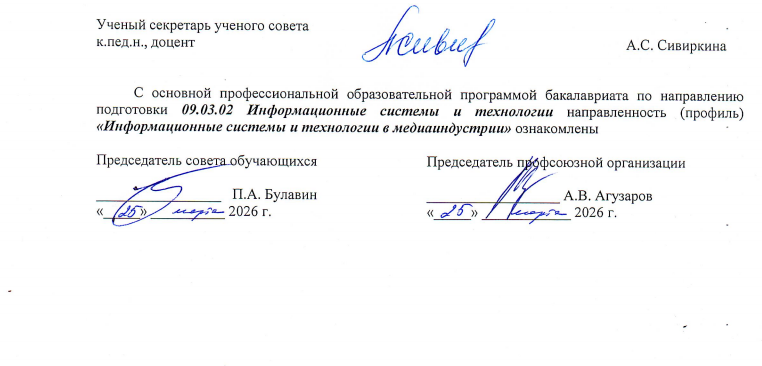 Ученый секретарь ученого совета
к.пед.н., доцент А.С. Сивиркина
С основной профессиональной образовательной программой бакалавриата по направлению
подготовки 09.03.02 Информационные системы и технологии направленность (профиль)
«Информационные системы и технологии в медиаиндустрии» ознакомлены
Председатель совета обучающихся
П.А. Булавин
«25» марта 2026 г.
Председатель профсоюзной организации
А.В. Агузаров
«25» марта 2026 г.